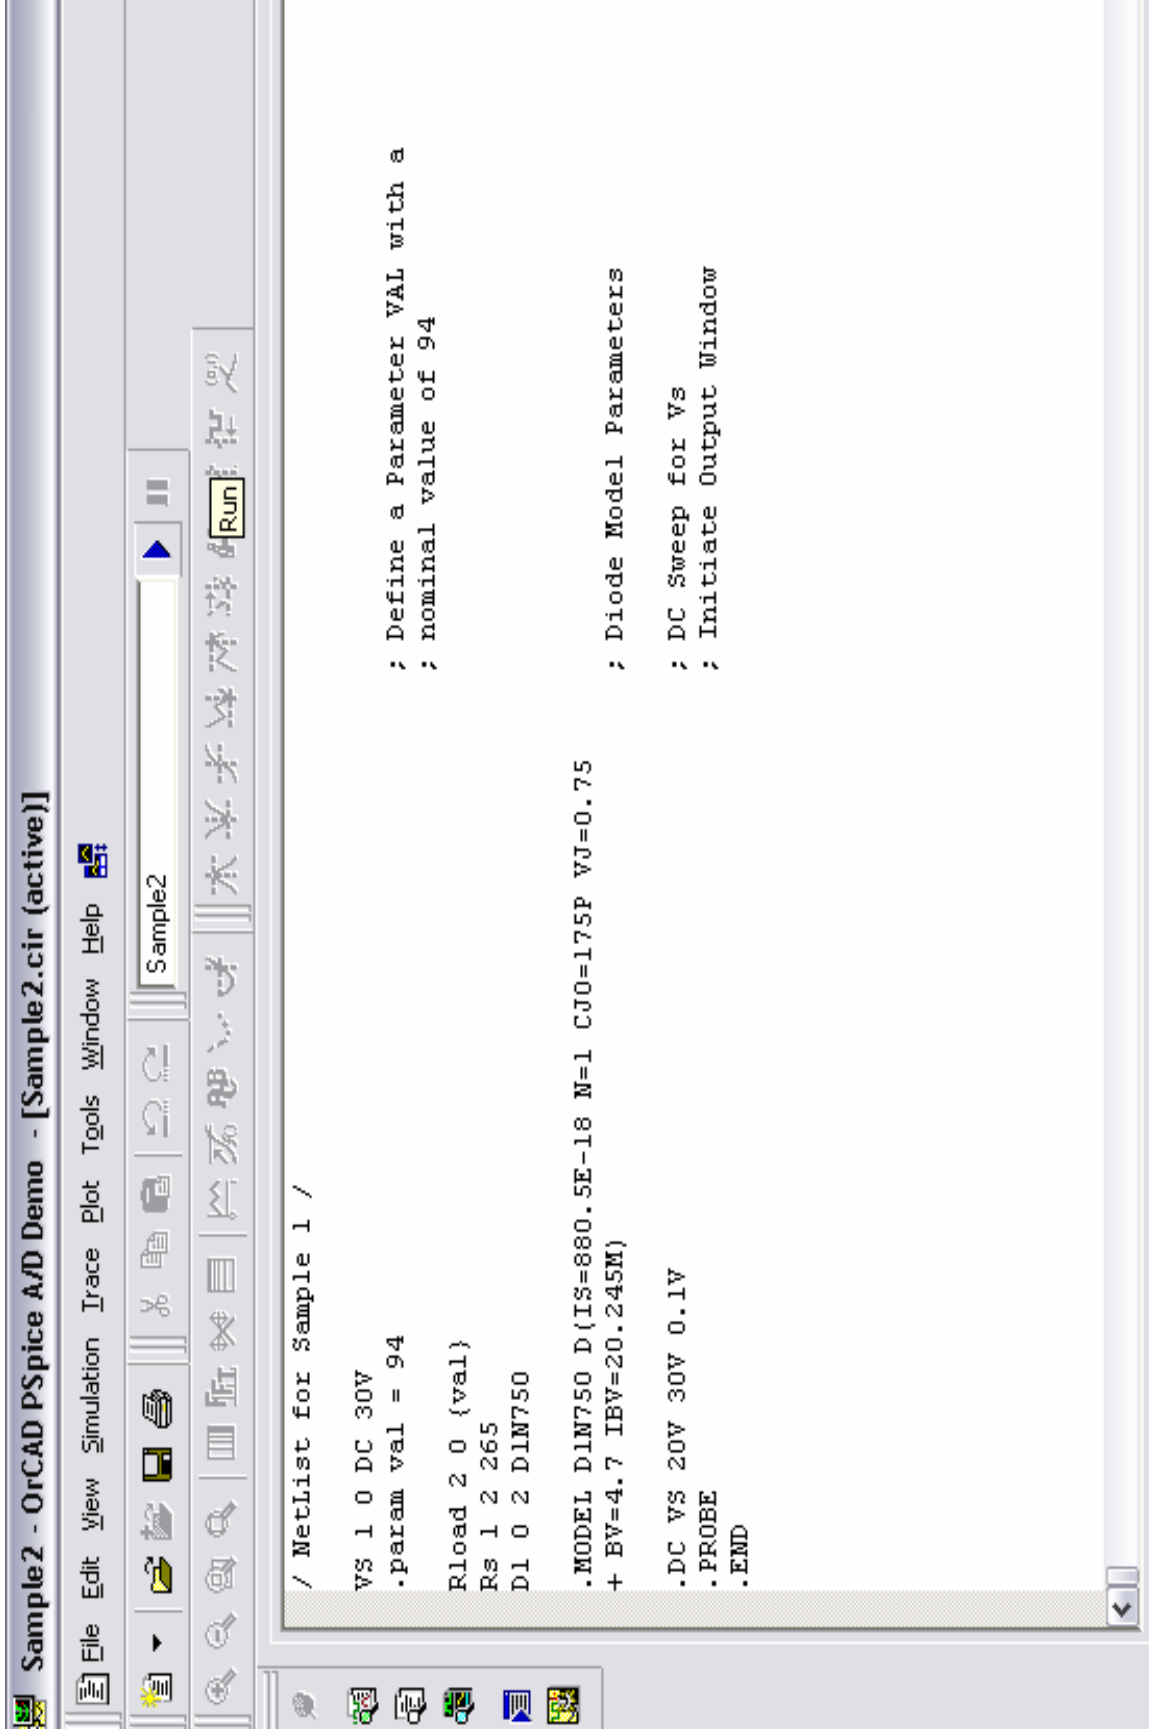 Sample2 - OrCAD PSpice A/D Demo - [Sample2.cir (active)]
File Edit View Simulation Trace Plot Tools Window Help
Sample2
Run
/ NetList for Sample 1 /
VS 1 0 DC 30V
.param val = 94 ; Define a Parameter VAL with a
; nominal value of 94
Rload 2 0 {val}
Rs 1 2 265
D1 0 2 D1N750
.MODEL D1N750 D(IS=880.5E-18 N=1 CJO=175P VJ=0.75
+ BV=4.7 IBV=20.245M) ; Diode Model Parameters
.DC VS 20V 30V 0.1V ; DC Sweep for Vs
.PROBE ; Initiate Output Window
.END